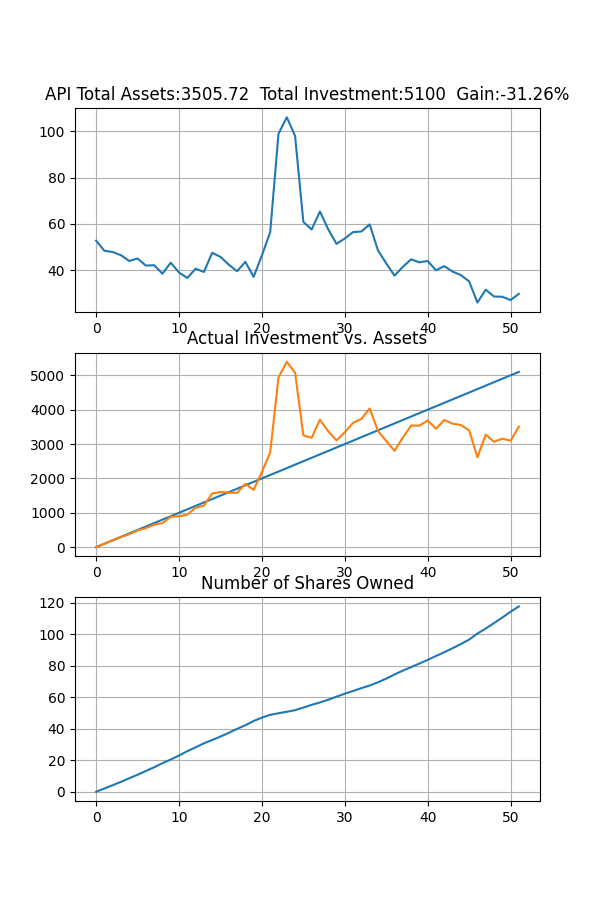 API Total Assets:3505.72  Total Investment:5100  Gain:-31.26%
100
80
60
40
0 10 20 30 40 50
Actual Investment vs. Assets
5000
4000
3000
2000
1000
0
0 10 20 30 40 50
Number of Shares Owned
120
100
80
60
40
20
0
0 10 20 30 40 50